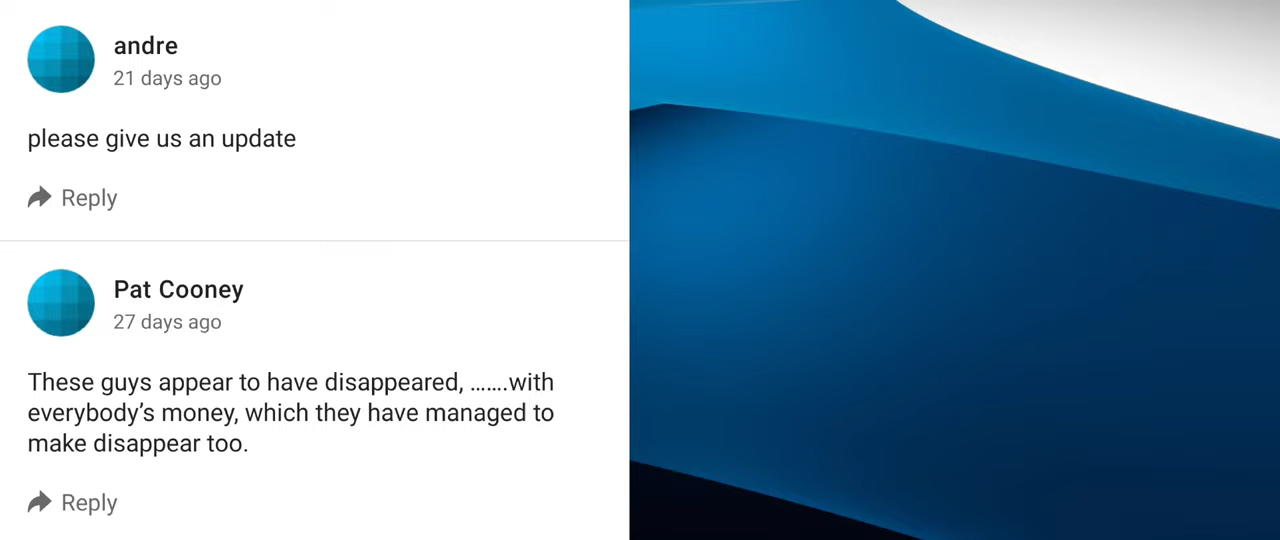 andre
21 days ago
please give us an update
Reply
Pat Cooney
27 days ago
These guys appear to have disappeared, .......with
everybody’s money, which they have managed to
make disappear too.
Reply